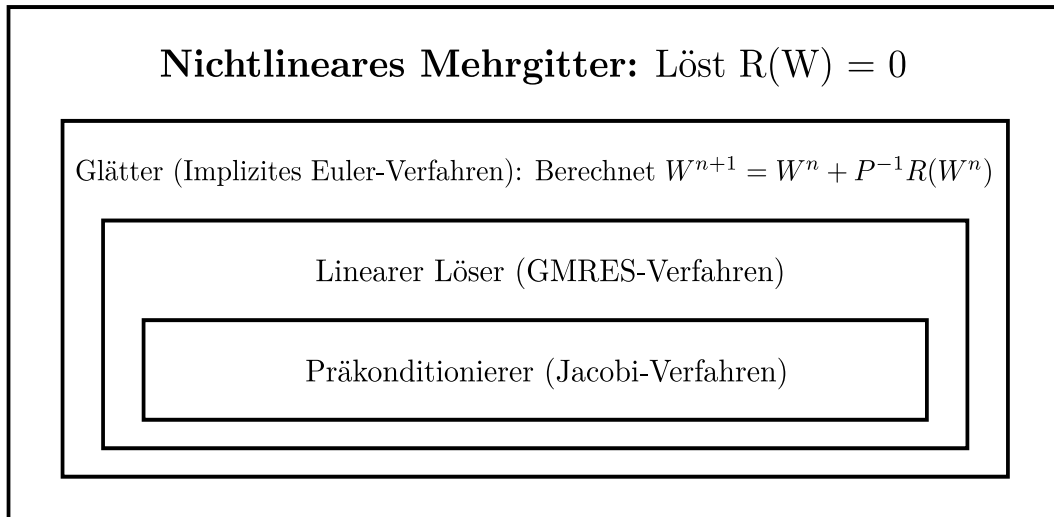 Nichtlineares Mehrgitter: Löst R(W) = 0
Glätter (Implizites Euler-Verfahren): Berechnet $W^{n+1} = W^n + P^{-1}R(W^n)$
Linearer Löser (GMRES-Verfahren)
Präkonditionierer (Jacobi-Verfahren)